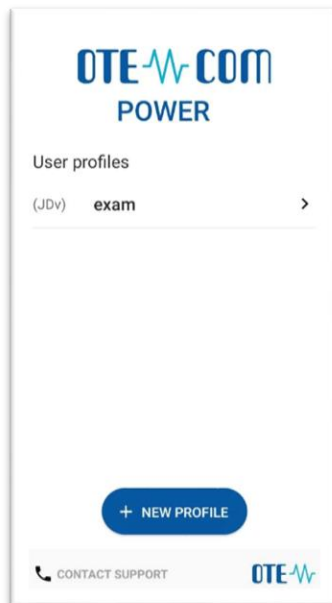 OTE COM
POWER
User profiles
(JDv) exam
+ NEW PROFILE
CONTACT SUPPORT OTE